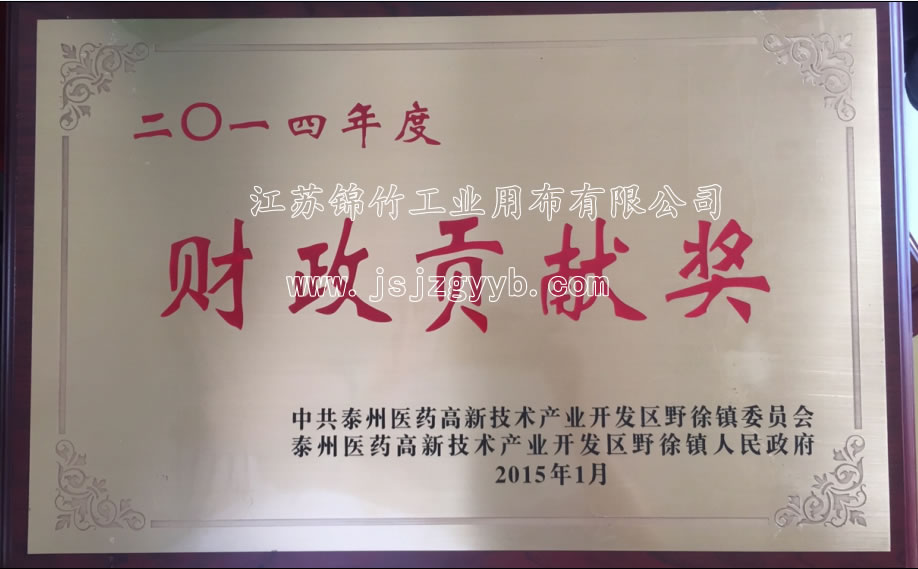 二〇一四年度
江苏锦竹工业用布有限公司
财政贡献奖
www.jsjzgyyb.com
中共泰州医药高新技术产业开发区野徐镇委员会
泰州医药高新技术产业开发区野徐镇人民政府
2015年1月